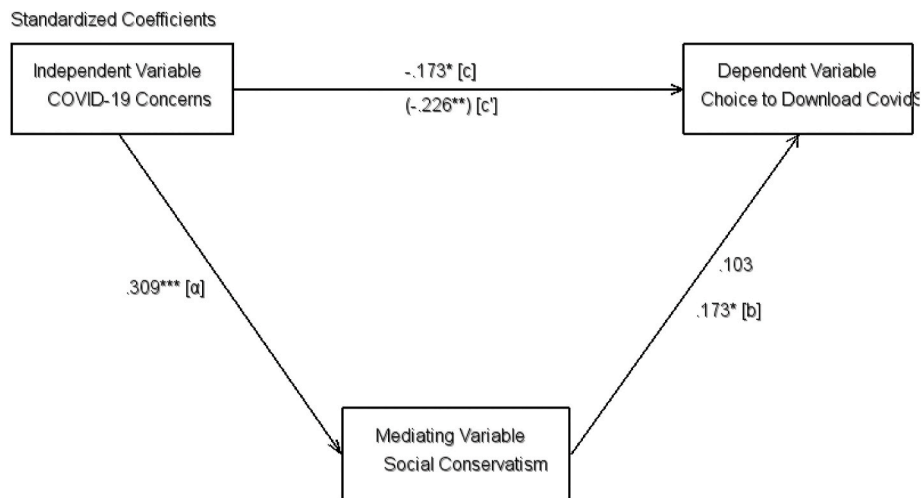 Standardized Coefficients
Independent Variable
COVID-19 Concerns
-.173* [c]
(-.226**) [c']
Dependent Variable
Choice to Download CovidS
.309*** [α]
.103
.173* [b]
Mediating Variable
Social Conservatism